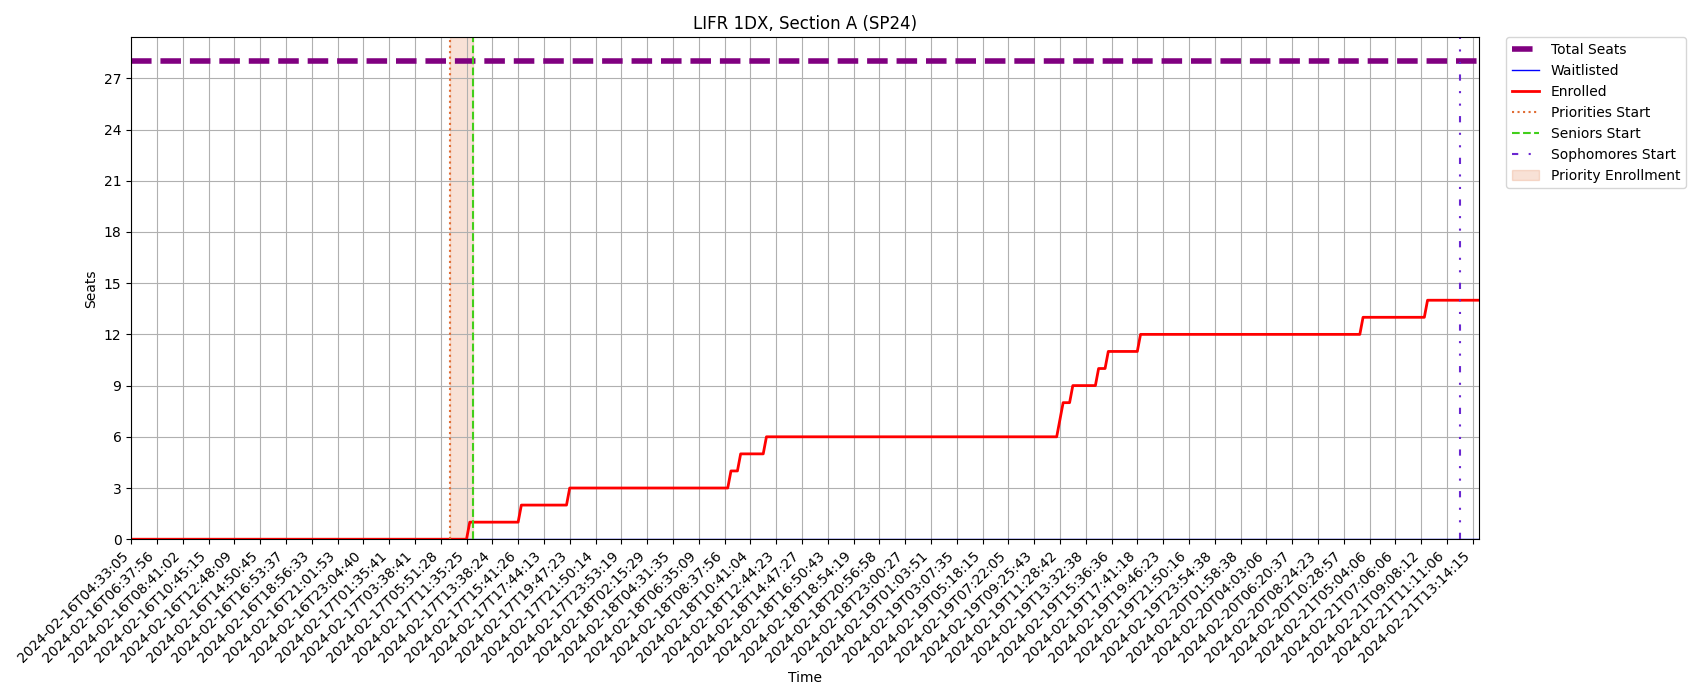 LIFR 1DX, Section A (SP24)
Total Seats
Waitlisted
Enrolled
Priorities Start
Seniors Start
Sophomores Start
Priority Enrollment
Seats
27
24
21
18
15
12
9
6
3
0
2024-02-16T04:33:05
2024-02-16T06:37:56
2024-02-16T08:41:02
2024-02-16T10:45:15
2024-02-16T12:48:09
2024-02-16T14:50:45
2024-02-16T16:53:37
2024-02-16T18:56:33
2024-02-16T21:01:53
2024-02-16T23:04:40
2024-02-17T01:35:41
2024-02-17T03:38:41
2024-02-17T05:51:28
2024-02-17T11:35:25
2024-02-17T13:38:24
2024-02-17T15:41:26
2024-02-17T17:44:13
2024-02-17T19:47:23
2024-02-17T21:50:14
2024-02-17T23:53:19
2024-02-18T02:15:29
2024-02-18T04:31:35
2024-02-18T06:35:09
2024-02-18T08:37:56
2024-02-18T10:41:04
2024-02-18T12:44:23
2024-02-18T14:47:27
2024-02-18T16:50:43
2024-02-18T18:54:19
2024-02-18T20:56:58
2024-02-18T23:00:27
2024-02-19T01:03:51
2024-02-19T03:07:35
2024-02-19T05:18:15
2024-02-19T07:22:05
2024-02-19T09:25:43
2024-02-19T11:28:42
2024-02-19T13:32:38
2024-02-19T15:36:36
2024-02-19T17:41:18
2024-02-19T19:46:23
2024-02-19T21:50:16
2024-02-19T23:54:38
2024-02-20T01:58:38
2024-02-20T04:03:06
2024-02-20T06:20:37
2024-02-20T08:24:23
2024-02-20T10:28:57
2024-02-21T05:04:06
2024-02-21T07:06:06
2024-02-21T09:08:12
2024-02-21T11:11:06
2024-02-21T13:14:15
Time